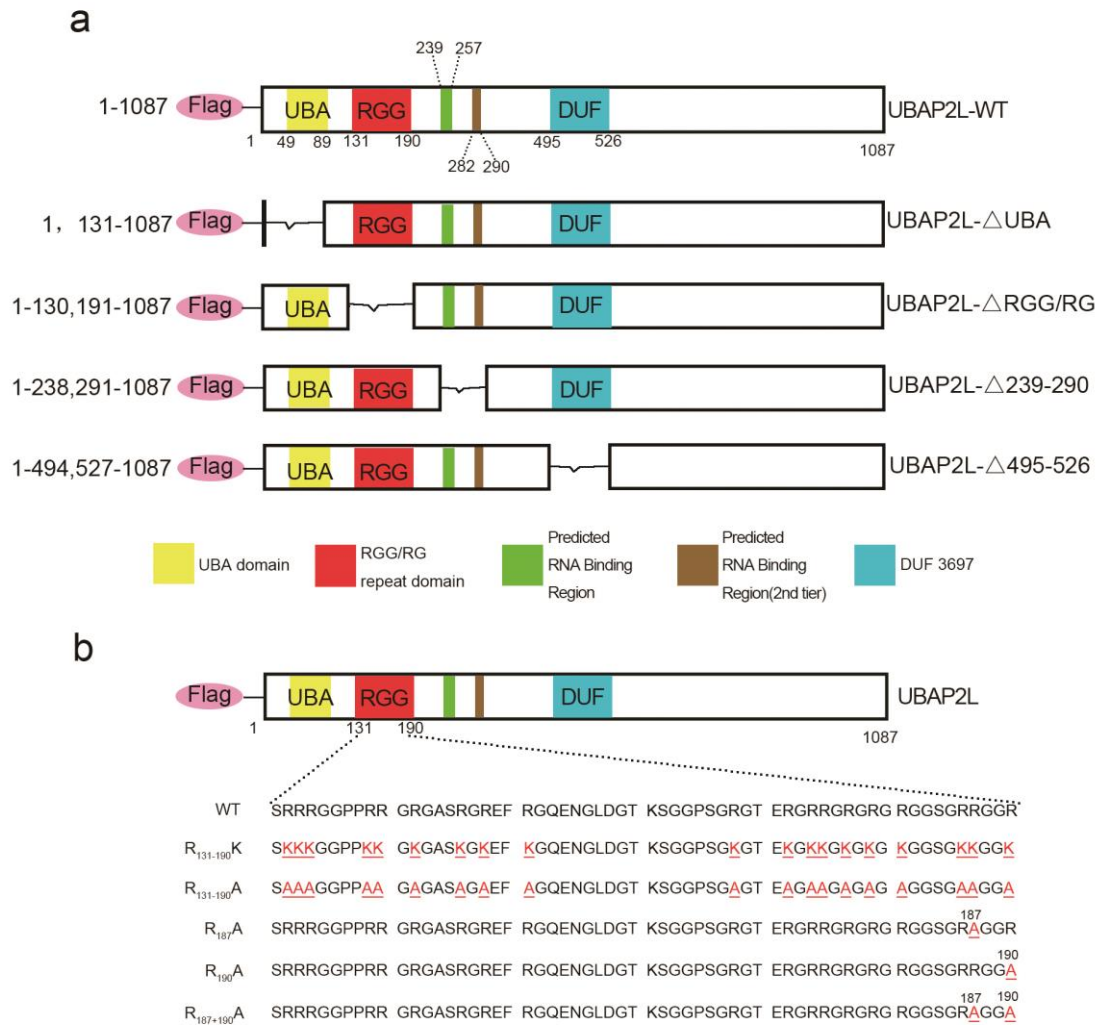 a
239 257
1-1087 Flag UBA RGG DUF UBAP2L-WT
1 49 89 131 190 495 526 1087
282 290
1, 131-1087 Flag RGG DUF UBAP2L-△UBA
1-130,191-1087 Flag UBA DUF UBAP2L-△RGG/RG
1-238,291-1087 Flag UBA RGG DUF UBAP2L-△239-290
1-494,527-1087 Flag UBA RGG UBAP2L-△495-526
UBA domain
RGG/RG
repeat domain
Predicted
RNA Binding
Region
Predicted
RNA Binding
Region(2nd tier)
DUF 3697
b
Flag UBA RGG DUF UBAP2L
1 131 190 1087
WT SRRRGGPPRR GRGASRGREF RGQENGLDGT KSGGPSGRGT ERGRRGRGRG RGGSGRRGGR
R131-190K SKKKGGPPKK GKGASKGKEF KGQENGLDGT KSGGPSGKGT EKGKKGKGKG KGGSGKKGGK
R131-190A SAAAGGPPAA GAGASAGAEF AGQENGLDGT KSGGPSGAGT EAGAAGAGAG AGGSGAAGGA
187
R187A SRRRGGPPRR GRGASRGREF RGQENGLDGT KSGGPSGRGT ERGRRGRGRG RGGSGRAGGR
190
R190A SRRRGGPPRR GRGASRGREF RGQENGLDGT KSGGPSGRGT ERGRRGRGRG RGGSGRRGGA
187 190
R187+190A SRRRGGPPRR GRGASRGREF RGQENGLDGT KSGGPSGRGT ERGRRGRGRG RGGSGRAGGA